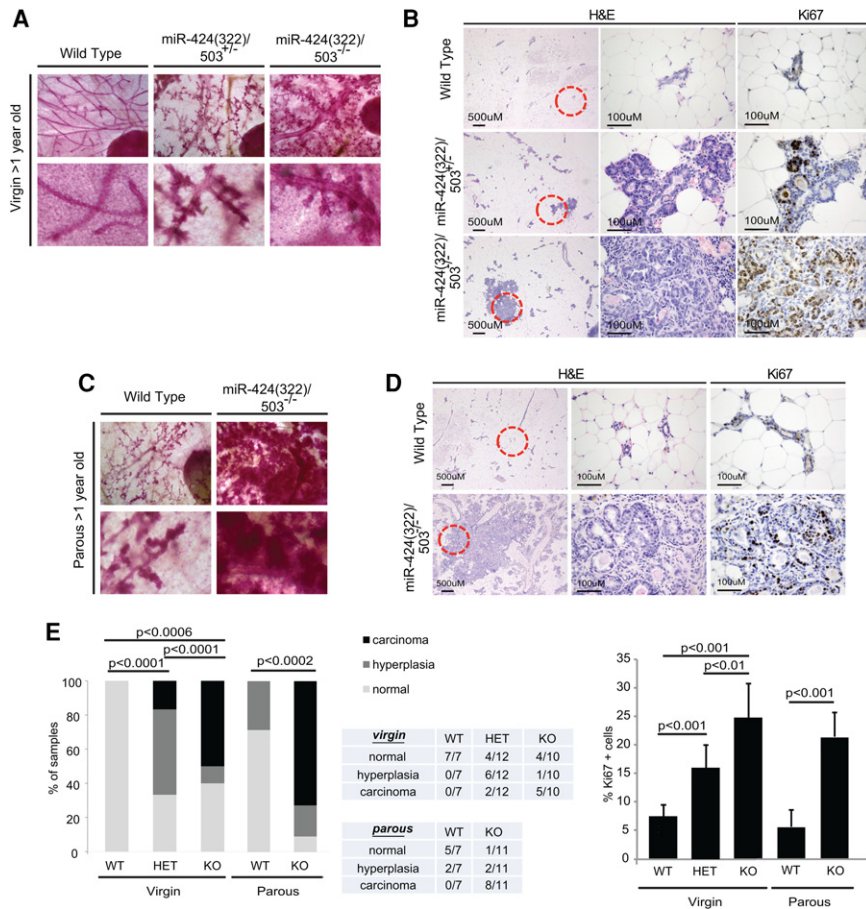 A
Wild Type
miR-424(322)/
503+/-
miR-424(322)/
503-/-
Virgin >1 year old
B
H&E
Ki67
Wild Type
500uM
100uM
100uM
miR-424(322)/
503+/-
500uM
100uM
100uM
miR-424(322)/
503-/-
500uM
100uM
100uM
C
Wild Type
miR-424(322)/
503-/-
Parous >1 year old
D
H&E
Ki67
Wild Type
500uM
100uM
100uM
miR-424(322)/
503-/-
500uM
100uM
100uM
E
p<0.0006
p<0.0001
p<0.0001
p<0.0002
100
80
60
40
20
0
% of samples
WT HET KO WT KO
Virgin Parous
carcinoma
hyperplasia
normal
virgin WT HET KO
normal 7/7 4/12 4/10
hyperplasia 0/7 6/12 1/10
carcinoma 0/7 2/12 5/10
parous WT KO
normal 5/7 1/11
hyperplasia 2/7 2/11
carcinoma 0/7 8/11
p<0.001
p<0.01
p<0.001
p<0.001
35
30
25
20
15
10
5
0
% Ki67 + cells
WT HET KO WT KO
Virgin Parous